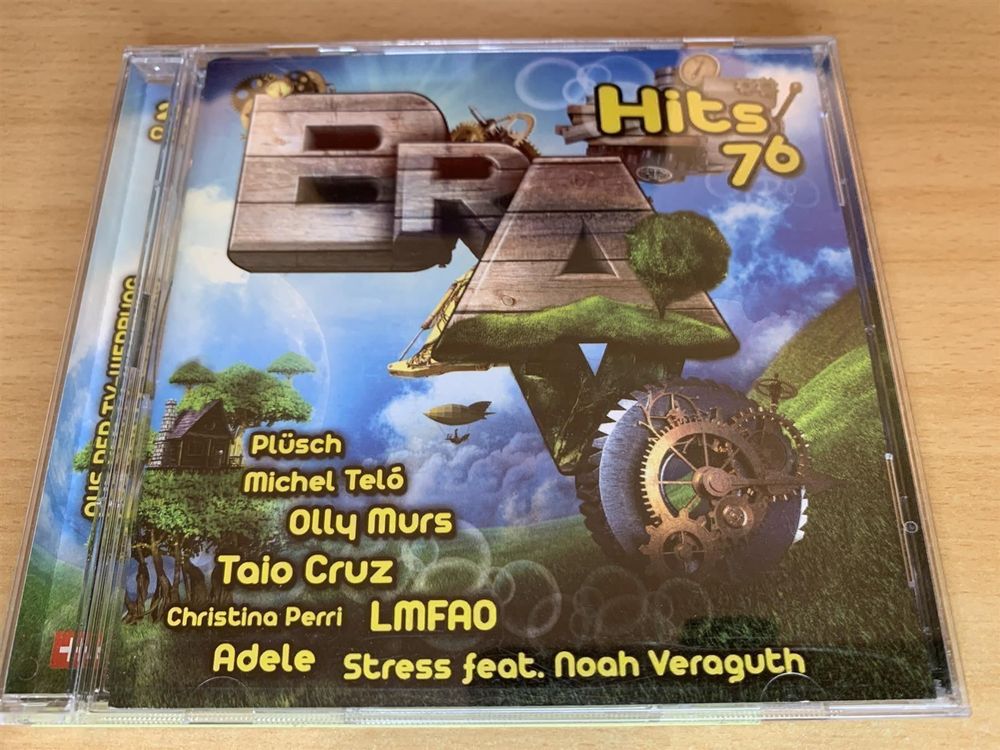 BRAVO
Hits
76
Plüsch
Michel Teló
Olly Murs
Taio Cruz
Christina Perri LMFAO
Adele Stress feat. Noah Veraguth
AUS DER TV-WERBUNG